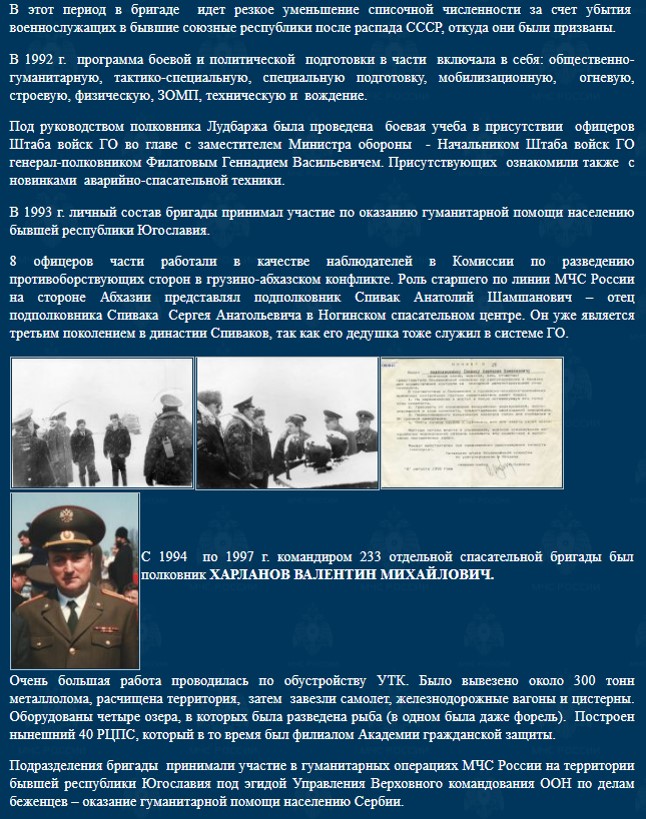 В этот период в бригаде идет резкое уменьшение списочной численности за счет убытия
военнослужащих в бывшие союзные республики после распада СССР, откуда они были призваны.
В 1992 г. программа боевой и политической подготовки в части включала в себя: общественно-
гуманитарную, тактико-специальную, специальную подготовку, мобилизационную, огневую,
строевую, физическую, ЗОМП, техническую и вождение.
Под руководством полковника Лудбаржа была проведена боевая учеба в присутствии офицеров
Штаба войск ГО во главе с заместителем Министра обороны - Начальником Штаба войск ГО
генерал-полковником Филатовым Геннадием Васильевичем. Присутствующих ознакомили также с
новинками аварийно-спасательной техники.
В 1993 г. личный состав бригады принимал участие по оказанию гуманитарной помощи населению
бывшей республики Югославия.
8 офицеров части работали в качестве наблюдателей в Комиссии по разведению
противоборствующих сторон в грузино-абхазском конфликте. Роль старшего по линии МЧС России
на стороне Абхазии представлял подполковник Спивак Анатолий Шамшанович – отец
подполковника Спивака Сергея Анатольевича в Ногинском спасательном центре. Он уже является
третьим поколением в династии Спиваков, так как его дедушка тоже служил в системе ГО.
С 1994 по 1997 г. командиром 233 отдельной спасательной бригады был
полковник ХАРЛАНОВ ВАЛЕНТИН МИХАЙЛОВИЧ.
Очень большая работа проводилась по обустройству УТК. Было вывезено около 300 тонн
металлолома, расчищена территория, затем завезли самолет, железнодорожные вагоны и цистерны.
Оборудованы четыре озера, в которых была разведена рыба (в одном была даже форель). Построен
нынешний 40 РЦПС, который в то время был филиалом Академии гражданской защиты.
Подразделения бригады принимали участие в гуманитарных операциях МЧС России на территории
бывшей республики Югославия под эгидой Управления Верховного командования ООН по делам
беженцев – оказание гуманитарной помощи населению Сербии.